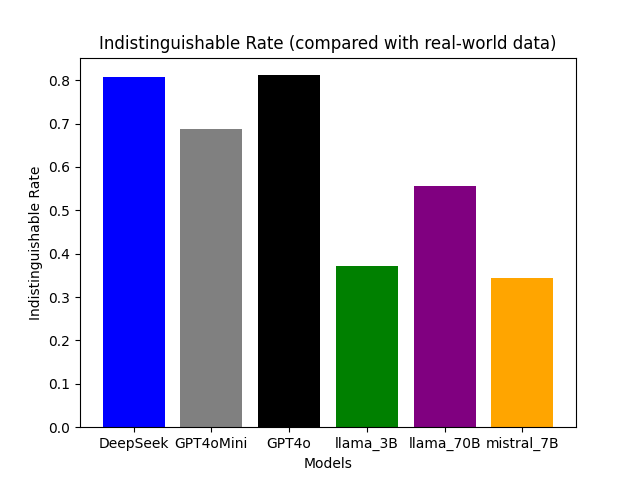 Indistinguishable Rate (compared with real-world data)
Indistinguishable Rate
0.8
0.7
0.6
0.5
0.4
0.3
0.2
0.1
0.0
DeepSeek GPT4oMini GPT4o llama_3B llama_70B mistral_7B
Models